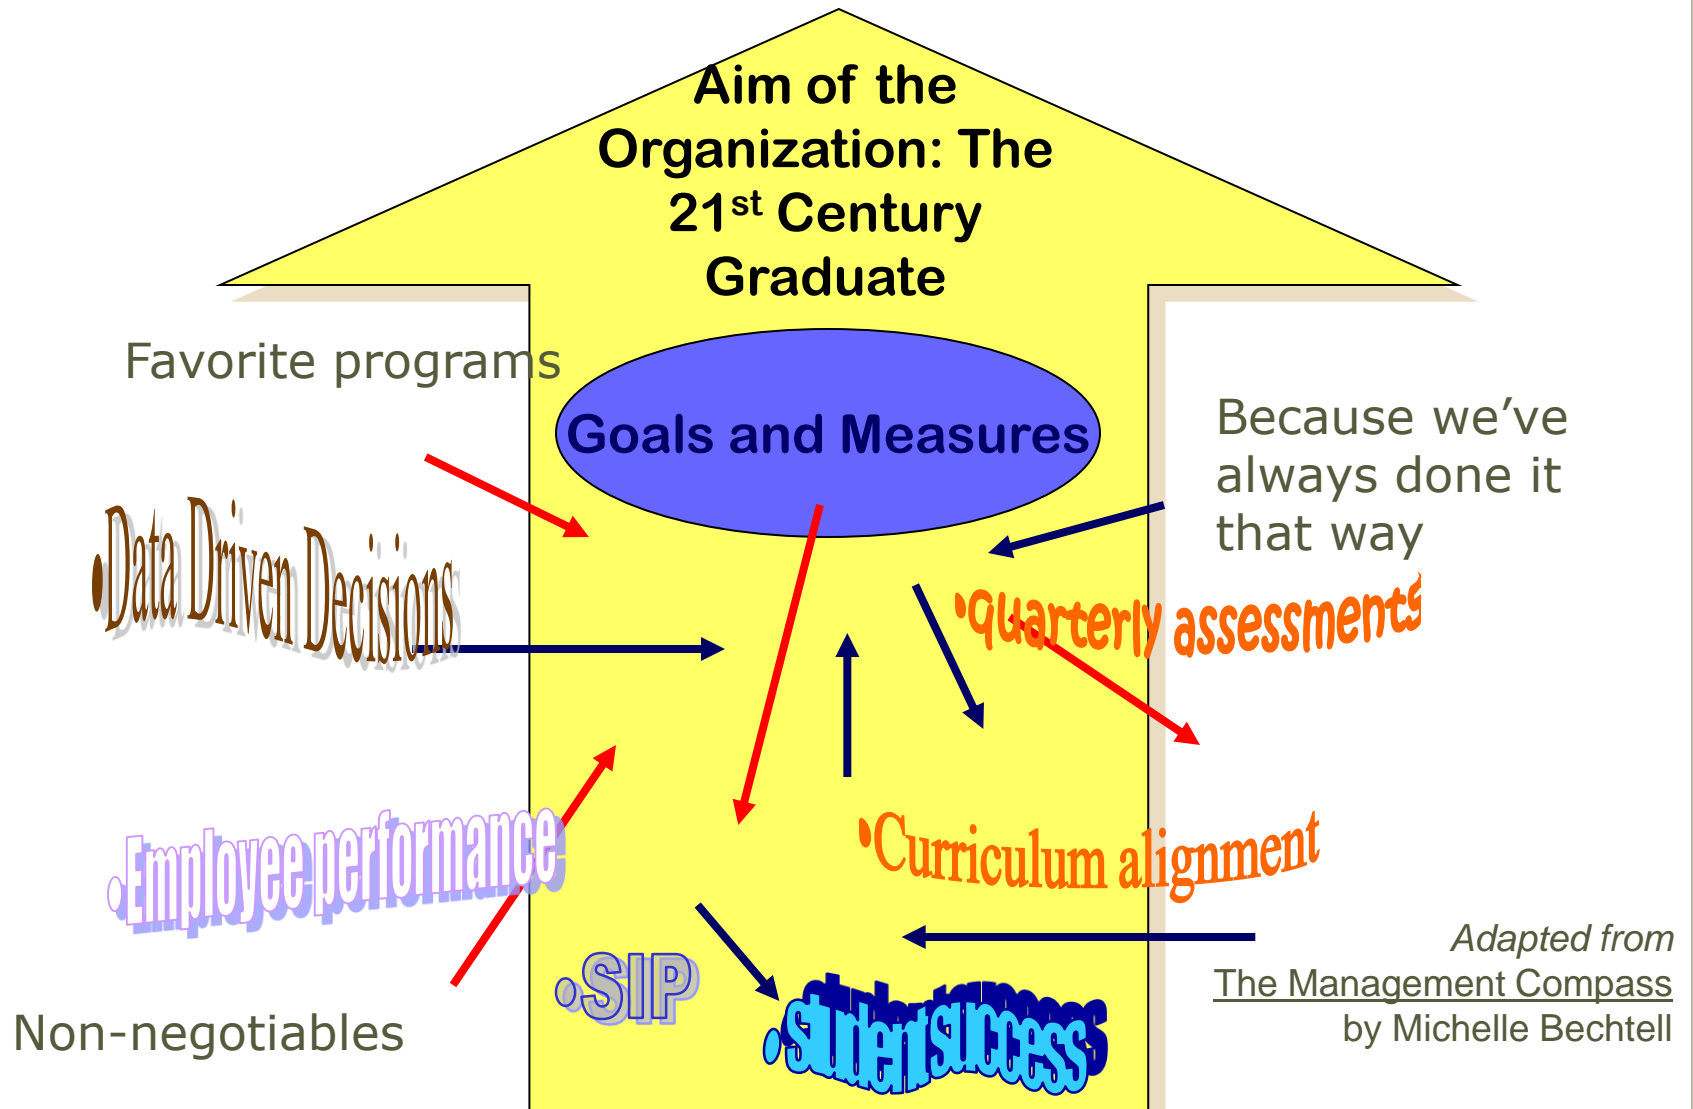 Aim of the
Organization: The
21st Century
Graduate
Favorite programs
Goals and Measures
Because we’ve
always done it
that way
•Data Driven Decisions
•quarterly assessments
•Employee performance
•Curriculum alignment
•SIP
•student success
Non-negotiables
Adapted from
The Management Compass
by Michelle Bechtell